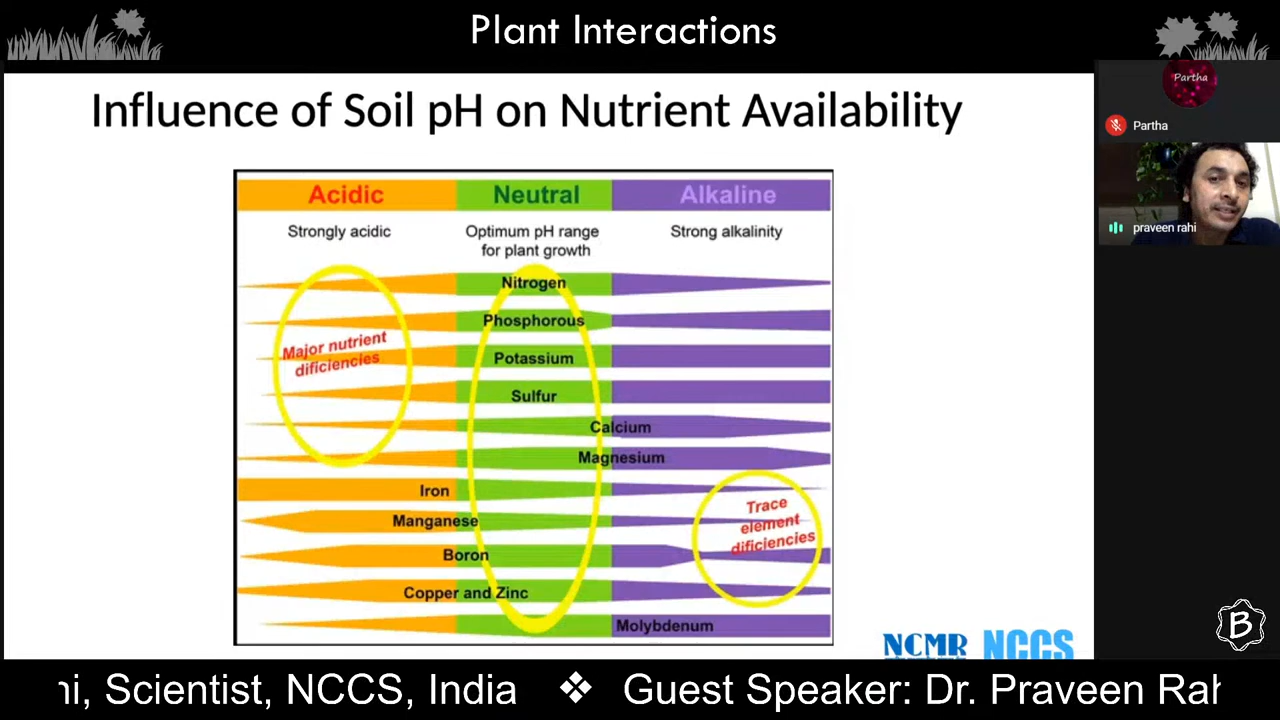 Plant Interactions
Influence of Soil pH on Nutrient Availability
Partha
Partha
praveen rahi
Acidic
Neutral
Alkaline
Strongly acidic
Optimum pH range
for plant growth
Strong alkalinity
Nitrogen
Phosphorous
Major nutrient
dificiencies
Potassium
Sulfur
Calcium
Magnesium
Iron
Manganese
Trace
element
dificiencies
Boron
Copper and Zinc
Molybdenum
NCMR
NCCS
B
ni, Scientist, NCCS, India ❖ Guest Speaker: Dr. Praveen Rah